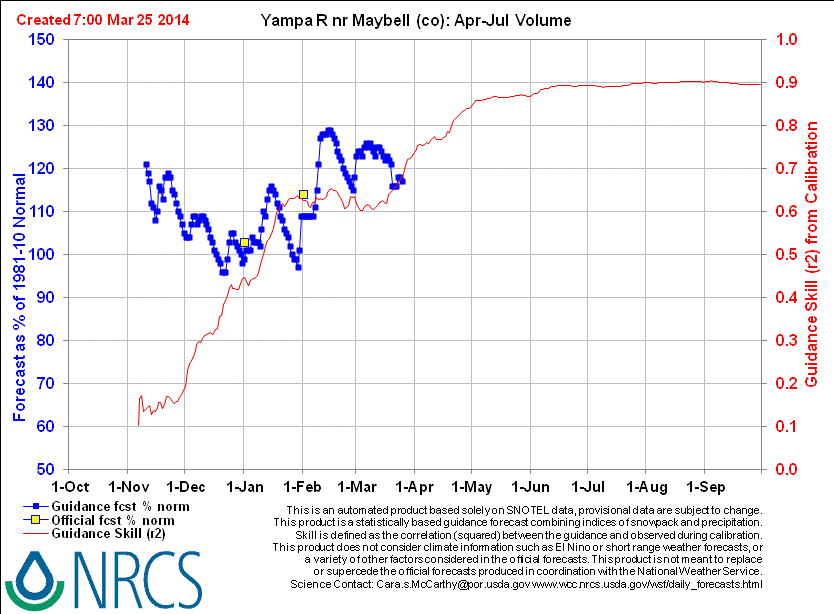 Created 7:00 Mar 25 2014
Yampa R nr Maybell (co): Apr-Jul Volume
150
140
130
120
110
100
90
80
70
60
50
Forecast as % of 1981-10 Normal
1.0
0.9
0.8
0.7
0.6
0.5
0.4
0.3
0.2
0.1
0.0
Guidance Skill (r2) from Calibration
1-Oct 1-Nov 1-Dec 1-Jan 1-Feb 1-Mar 1-Apr 1-May 1-Jun 1-Jul 1-Aug 1-Sep
Guidance fcst % norm
Official fcst % norm
Guidance Skill (r2)
This is an automated product based solely on SNOTEL data, provisional data are subject to change.
This product is a statistically based guidance forecast combining indices of snowpack and precipitation.
Skill is defined as the correlation (squared) between the guidance and observed during calibration.
This product does not consider climate information such as El Nino or short range weather forecasts, or
a variety of other factors considered in the official forecasts. This product is not meant to replace
or supercede the official forecasts produced in coordination with the National Weather Service.
Science Contact: Cara.s.McCarthy@por.usda.gov www.wcc.nrcs.usda.gov/wsf/daily_forecasts.html
NRCS